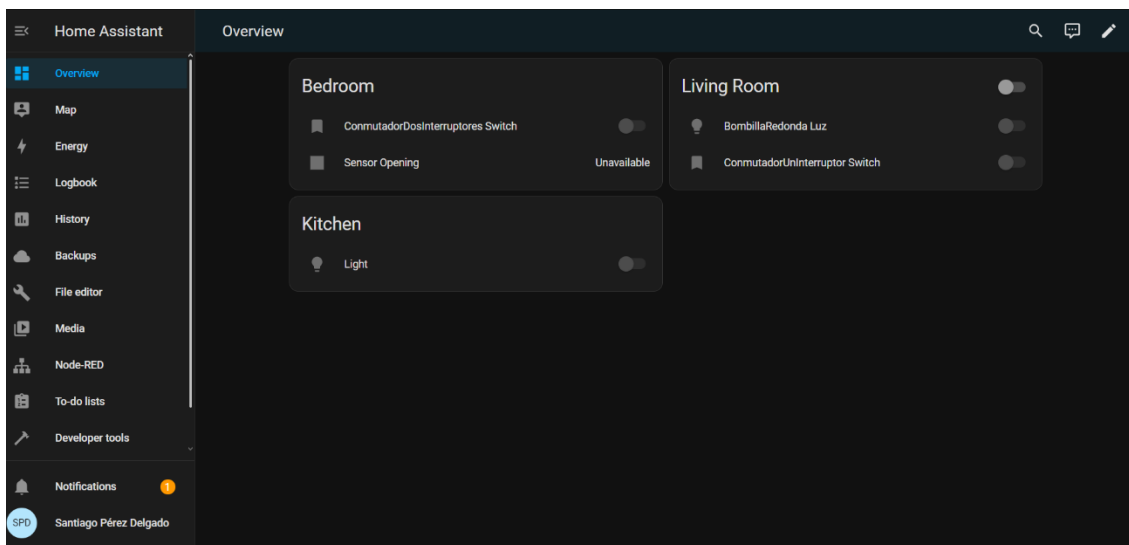 Home Assistant
Overview
Map
Energy
Logbook
History
Backups
File editor
Media
Node-RED
To-do lists
Developer tools
Notifications 1
SPD Santiago Pérez Delgado
Overview
Bedroom
ConmutadorDosInterruptores Switch
Sensor Opening Unavailable
Living Room
BombillaRedonda Luz
ConmutadorUnInterruptor Switch
Kitchen
Light